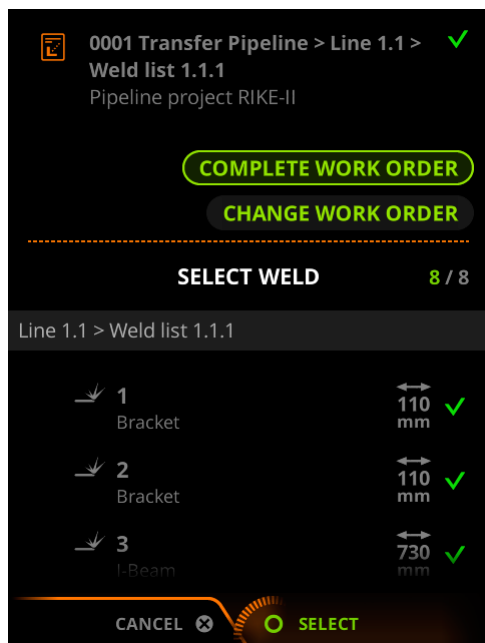 0001 Transfer Pipeline > Line 1.1 >
Weld list 1.1.1
Pipeline project RIKE-II
COMPLETE WORK ORDER
CHANGE WORK ORDER
SELECT WELD 8 / 8
Line 1.1 > Weld list 1.1.1
1
Bracket
110
mm
2
Bracket
110
mm
3
I-Beam
730
mm
CANCEL
SELECT